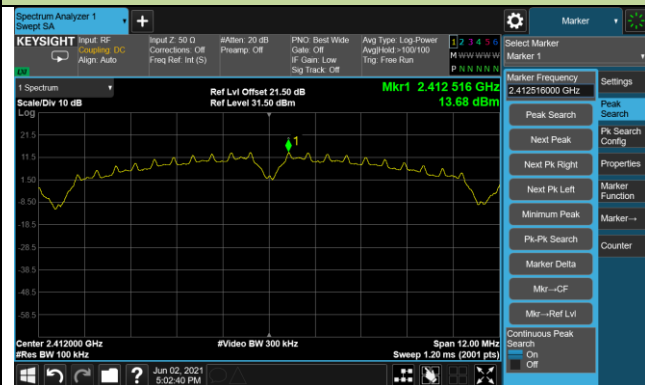 Spectrum Analyzer 1
Swept SA
Marker
KEYSIGHT
Input: RF
Coupling: DC
Align: Auto
Input Z: 50 Ω
Corrections: Off
Freq Ref: Int (S)
#Atten: 20 dB
Preamp: Off
PNO: Best Wide
Gate: Off
IF Gain: Low
Sig Track: Off
Avg Type: Log-Power
Avg|Hold:>100/100
Trig: Free Run
1 2 3 4 5 6
M W W W W W
P N N N N N
Select Marker
Marker 1
Marker Frequency
2.412516000 GHz
Peak Search
Next Peak
Next Pk Right
Next Pk Left
Minimum Peak
Pk-Pk Search
Marker Delta
Mkr→CF
Mkr→Ref Lvl
Continuous Peak
Search
On
Off
Settings
Peak
Search
Pk Search
Config
Properties
Marker
Function
Marker→
Counter
1 Spectrum
Scale/Div 10 dB
Log
Ref Lvl Offset 21.50 dB
Ref Level 31.50 dBm
Mkr1 2.412 516 GHz
13.68 dBm
1
21.5
11.5
1.50
-8.50
-18.5
-28.5
-38.5
-48.5
-58.5
Center 2.412000 GHz
#Res BW 100 kHz
#Video BW 300 kHz
Span 12.00 MHz
Sweep 1.20 ms (2001 pts)
Jun 02, 2021
5:02:40 PM